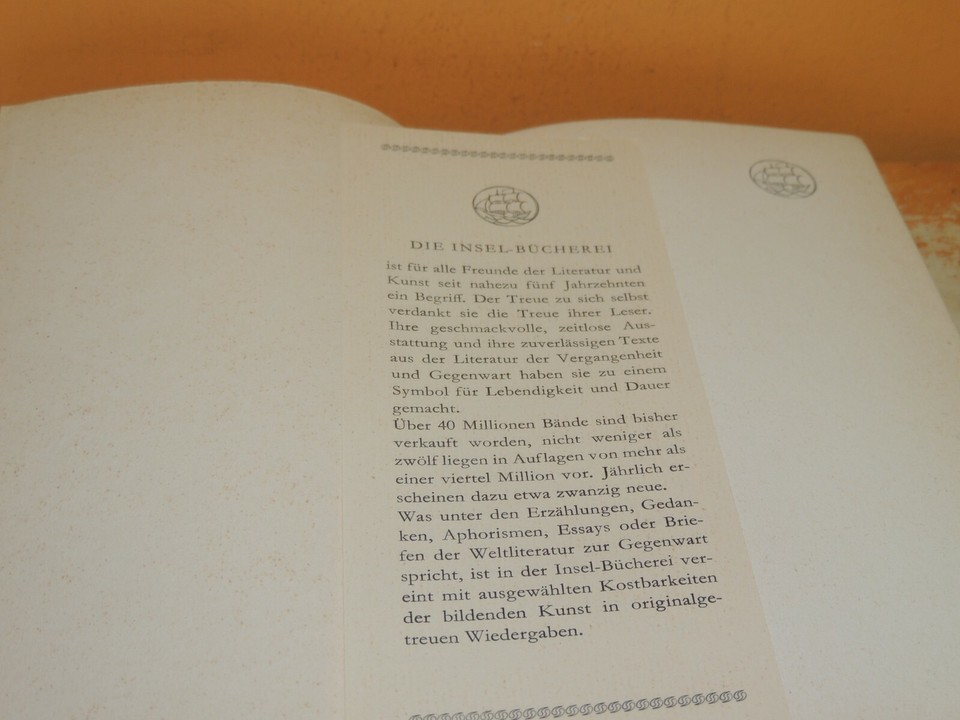 DIE INSEL-BÜCHEREI
ist für alle Freunde der Literatur und
Kunst seit nahezu fünf Jahrzehnten
ein Begriff. Der Treue zu sich selbst
verdankt sie die Treue ihrer Leser.
Ihre geschmackvolle, zeitlose Aus-
stattung und ihre zuverlässigen Texte
aus der Literatur der Vergangenheit
und Gegenwart haben sie zu einem
Symbol für Lebendigkeit und Dauer
gemacht.
Über 40 Millionen Bände sind bisher
verkauft worden, nicht weniger als
zwölf liegen in Auflagen von mehr als
einer viertel Million vor. Jährlich er-
scheinen dazu etwa zwanzig neue.
Was unter den Erzählungen, Gedan-
ken, Aphorismen, Essays oder Brie-
fen der Weltliteratur zur Gegenwart
spricht, ist in der Insel-Bücherei ver-
eint mit ausgewählten Kostbarkeiten
der bildenden Kunst in originalge-
treuen Wiedergaben.